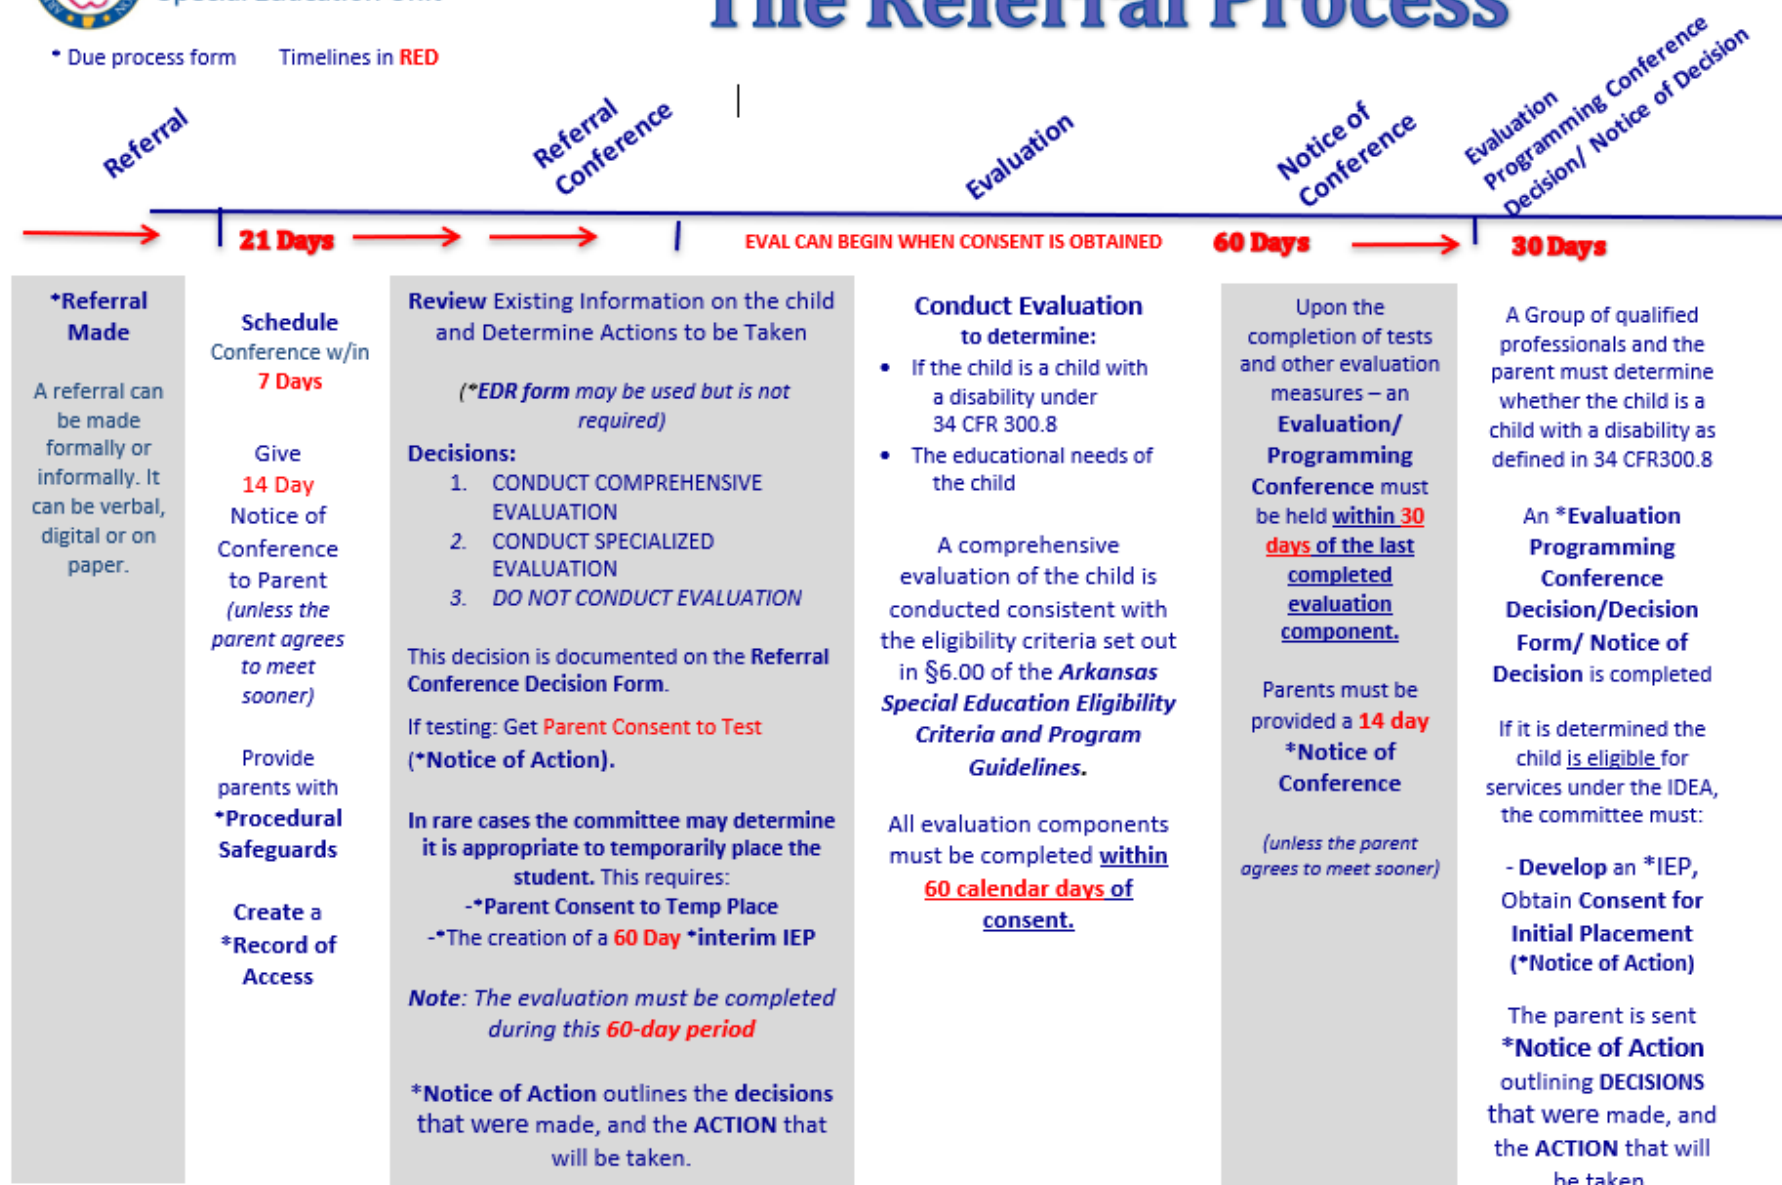 Special Education Unit
The Referral Process
* Due process form Timelines in RED
Referral
Referral
Conference
Evaluation
Notice of
Conference
Evaluation
Programming Conference
Decision/ Notice of Decision
21 Days
EVAL CAN BEGIN WHEN CONSENT IS OBTAINED
60 Days
30 Days
*Referral
Made
A referral can
be made
formally or
informally. It
can be verbal,
digital or on
paper.
Schedule
Conference w/in
7 Days
Give
14 Day
Notice of
Conference
to Parent
(unless the
parent agrees
to meet
sooner)
Provide
parents with
*Procedural
Safeguards
Create a
*Record of
Access
Review Existing Information on the child
and Determine Actions to be Taken
(*EDR form may be used but is not
required)
Decisions:
1. CONDUCT COMPREHENSIVE
EVALUATION
2. CONDUCT SPECIALIZED
EVALUATION
3. DO NOT CONDUCT EVALUATION
This decision is documented on the Referral
Conference Decision Form.
If testing: Get Parent Consent to Test
(*Notice of Action).
In rare cases the committee may determine
it is appropriate to temporarily place the
student. This requires:
-*Parent Consent to Temp Place
-*The creation of a 60 Day *interim IEP
Note: The evaluation must be completed
during this 60-day period
*Notice of Action outlines the decisions
that were made, and the ACTION that
will be taken.
Conduct Evaluation
to determine:
• If the child is a child with
a disability under
34 CFR 300.8
• The educational needs of
the child
A comprehensive
evaluation of the child is
conducted consistent with
the eligibility criteria set out
in §6.00 of the Arkansas
Special Education Eligibility
Criteria and Program
Guidelines.
All evaluation components
must be completed within
60 calendar days of
consent.
Upon the
completion of tests
and other evaluation
measures – an
Evaluation/
Programming
Conference must
be held within 30
days of the last
completed
evaluation
component.
Parents must be
provided a 14 day
*Notice of
Conference
(unless the parent
agrees to meet sooner)
A Group of qualified
professionals and the
parent must determine
whether the child is a
child with a disability as
defined in 34 CFR300.8
An *Evaluation
Programming
Conference
Decision/Decision
Form/ Notice of
Decision is completed
If it is determined the
child is eligible for
services under the IDEA,
the committee must:
- Develop an *IEP,
Obtain Consent for
Initial Placement
(*Notice of Action)
The parent is sent
*Notice of Action
outlining DECISIONS
that were made, and
the ACTION that will
be taken